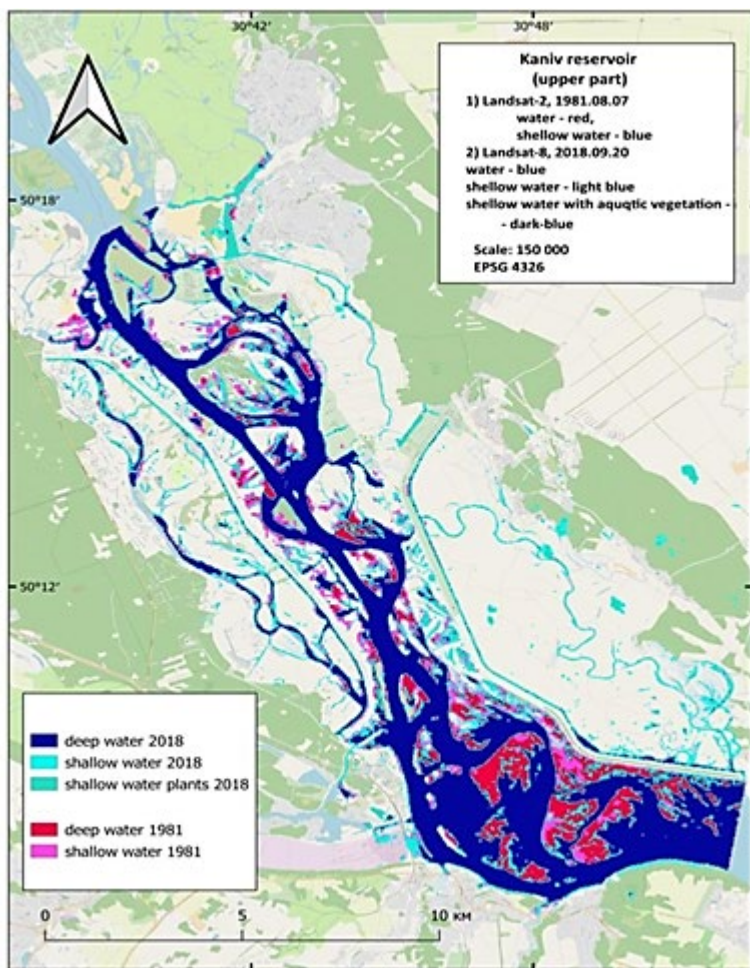 30°42'
30°48'
Kaniv reservoir
(upper part)
1) Landsat-2, 1981.08.07
water - red,
shellow water - blue
2) Landsat-8, 2018.09.20
water - blue
shellow water - light blue
shellow water with aquqtic vegetation -
- dark-blue
Scale: 150 000
EPSG 4326
50°18'
50°12'
deep water 2018
shallow water 2018
shallow water plants 2018
deep water 1981
shallow water 1981
0 5 10 км